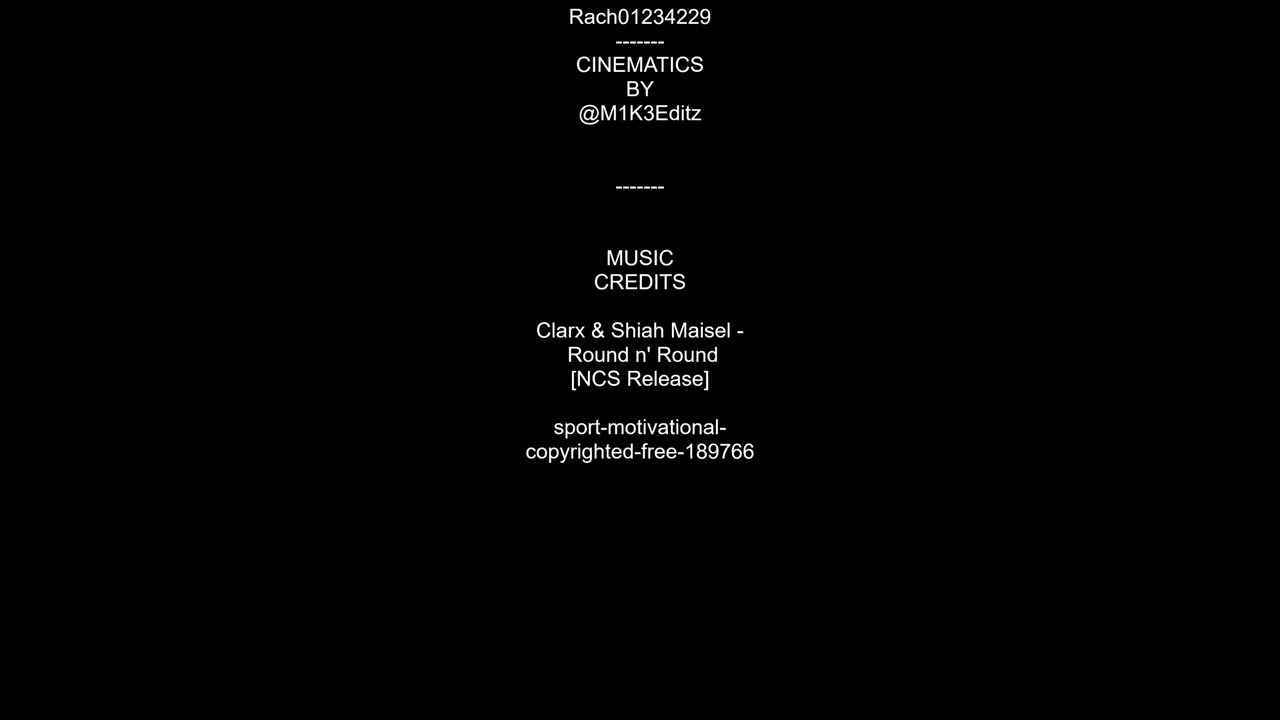 Rach01234229
-------
CINEMATICS
BY
@M1K3Editz
-------
MUSIC
CREDITS
Clarx & Shiah Maisel -
Round n' Round
[NCS Release]
sport-motivational-
copyrighted-free-189766